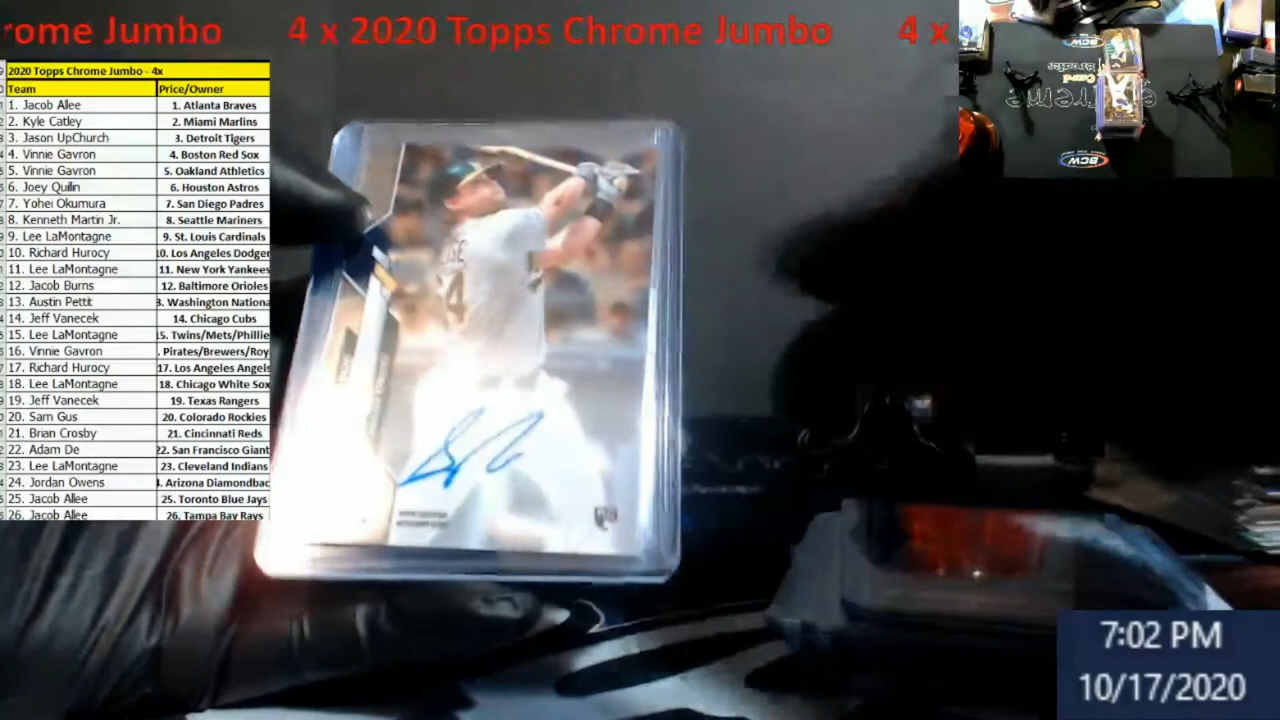 rome Jumbo 4 x 2020 Topps Chrome Jumbo 4 x
2020 Topps Chrome Jumbo - 4x
Team Price/Owner
1. Jacob Allee 1. Atlanta Braves
2. Kyle Catley 2. Miami Marlins
3. Jason UpChurch 3. Detroit Tigers
4. Vinnie Gavron 4. Boston Red Sox
5. Vinnie Gavron 5. Oakland Athletics
6. Joey Quilin 6. Houston Astros
7. Yohei Okumura 7. San Diego Padres
8. Kenneth Martin Jr. 8. Seattle Mariners
9. Lee LaMontagne 9. St. Louis Cardinals
10. Richard Hurocy 10. Los Angeles Dodger
11. Lee LaMontagne 11. New York Yankees
12. Jacob Burns 12. Baltimore Orioles
13. Austin Pettit 3. Washington Nationa
14. Jeff Vanecek 14. Chicago Cubs
15. Lee LaMontagne 15. Twins/Mets/Phillie
16. Vinnie Gavron . Pirates/Brewers/Roy
17. Richard Hurocy 17. Los Angeles Angels
18. Lee LaMontagne 18. Chicago White Sox
19. Jeff Vanecek 19. Texas Rangers
20. Sam Gus 20. Colorado Rockies
21. Brian Crosby 21. Cincinnati Reds
22. Adam De 22. San Francisco Giant
23. Lee LaMontagne 23. Cleveland Indians
24. Jordan Owens . Arizona Diamondbac
25. Jacob Allee 25. Toronto Blue Jays
26. Jacob Allee 26. Tampa Bay Rays
BCW
Card
Breaks
BCW
7:02 PM
10/17/2020